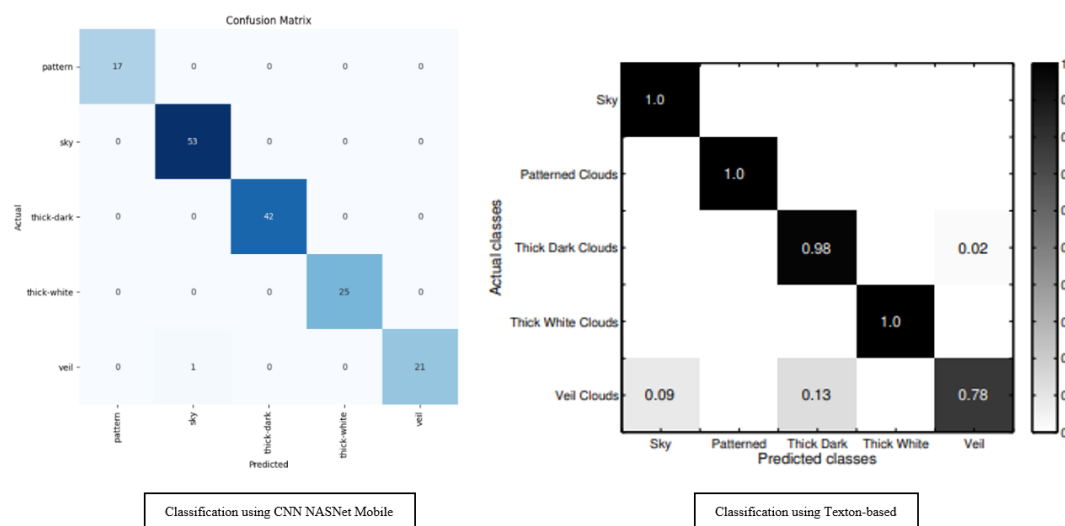 Confusion Matrix
pattern 17 0 0 0 0
sky 0 53 0 0 0
thick-dark 0 0 42 0 0
thick-white 0 0 0 25 0
veil 0 1 0 0 21
Actual
pattern sky thick-dark thick-white veil
Predicted
Classification using CNN NASNet Mobile
Sky 1.0
Patterned Clouds 1.0
Thick Dark Clouds 0.98 0.02
Thick White Clouds 1.0
Veil Clouds 0.09 0.13 0.78
Actual classes
Sky Patterned Thick Dark Thick White Veil
Predicted classes
Classification using Texton-based